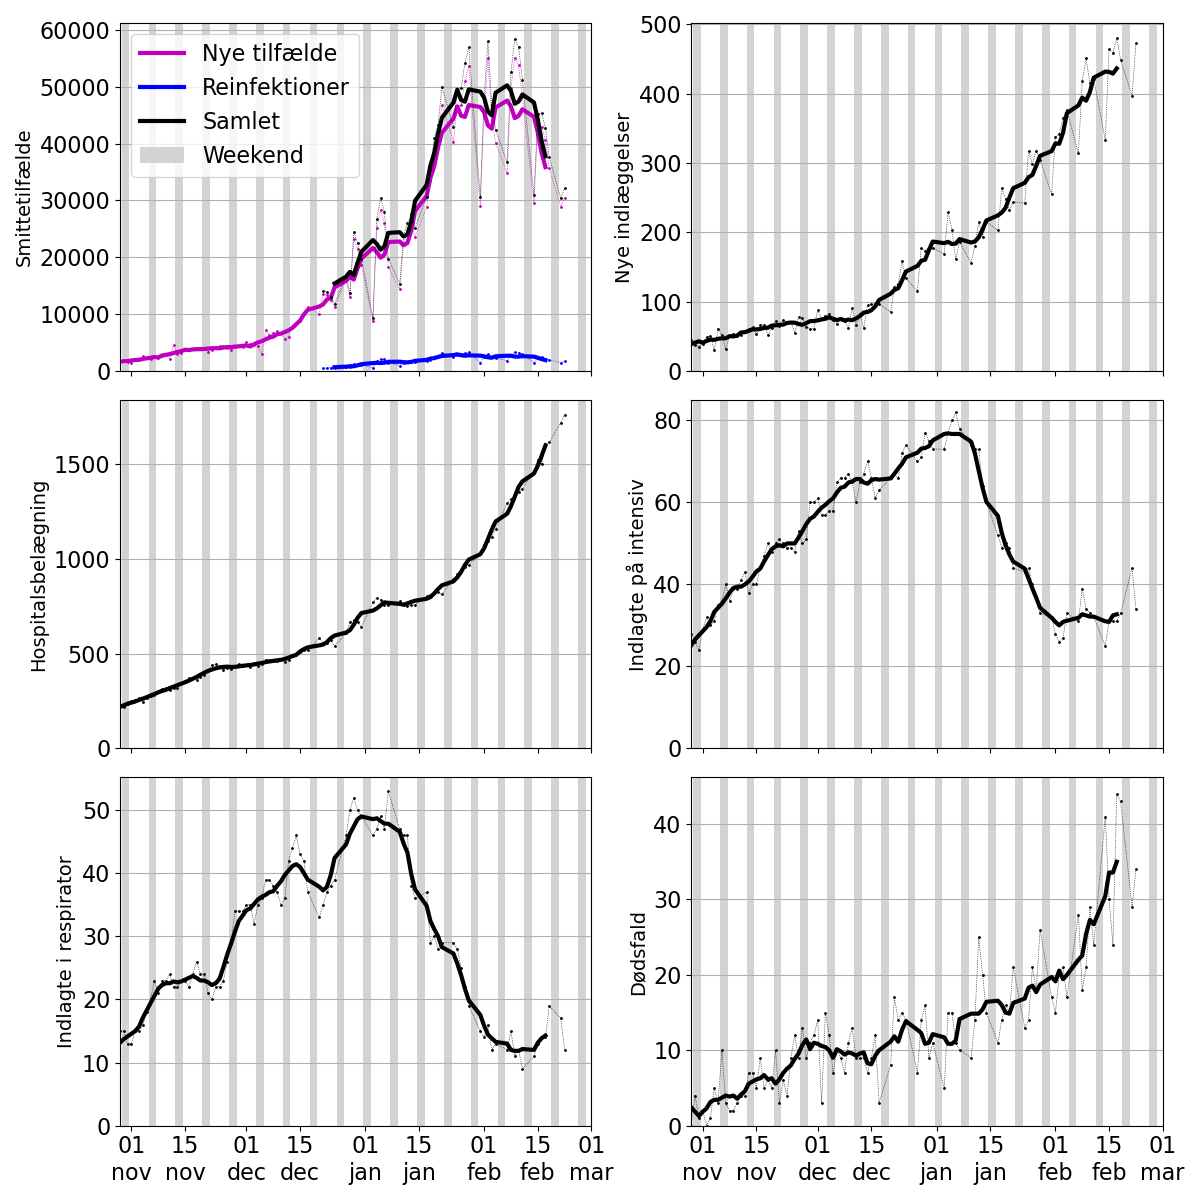 Smittetilfælde
60000
50000
40000
30000
20000
10000
0
Nye tilfælde
Reinfektioner
Samlet
Weekend
Nye indlæggelser
500
400
300
200
100
0
Hospitalsbelægning
1500
1000
500
0
Indlagte på intensiv
80
60
40
20
0
Indlagte i respirator
50
40
30
20
10
0
01 15 01 15 01 15 01 15 01
nov nov dec dec jan jan feb feb mar
Dødsfald
40
30
20
10
0
01 15 01 15 01 15 01 15 01
nov nov dec dec jan jan feb feb mar